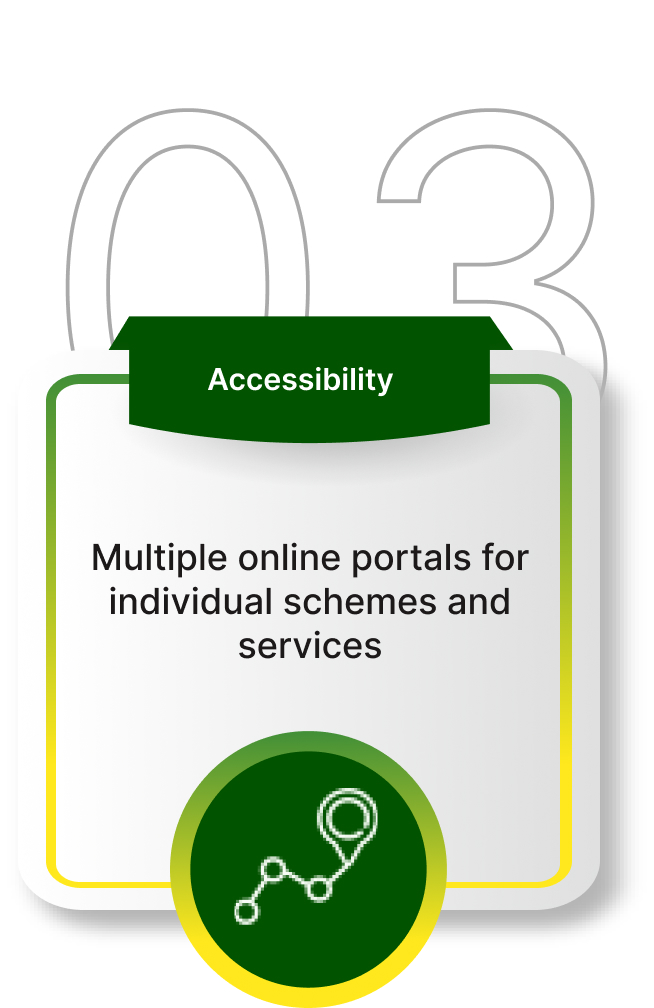 03
Accessibility
Multiple online portals for
individual schemes and
services